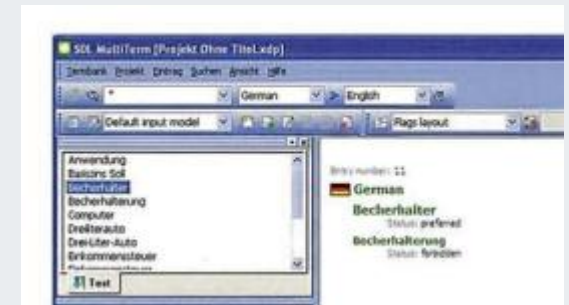 SDL MultiTerm [Projekt Ohne Titel.xdp]
Termbank Projekt Eintrag Suchen Ansicht Hilfe
* German > English
Default input model Flags layout
Anwendung
Becherhalter
Becherhalterung
Computer
Dreiliterauto
Drei-Liter-Auto
Einkommenssteuer
Test
Entry number: 11
German
Becherhalter
Status: preferred
Becherhalterung
Status: forbidden